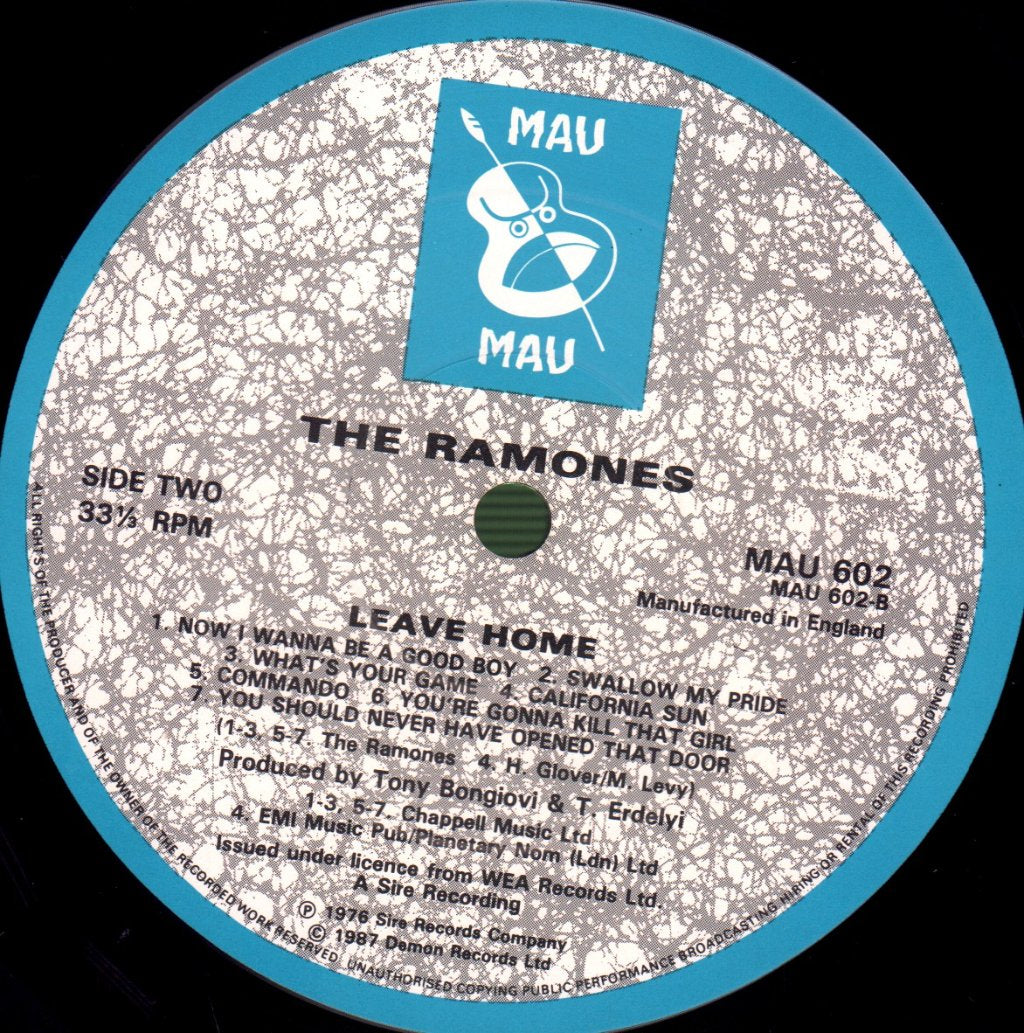 MAU
MAU
THE RAMONES
SIDE TWO
33⅓ RPM
MAU 602
MAU 602-B
Manufactured in England
LEAVE HOME
1. NOW I WANNA BE A GOOD BOY 2. SWALLOW MY PRIDE
3. WHAT'S YOUR GAME 4. CALIFORNIA SUN
5. COMMANDO 6. YOU'RE GONNA KILL THAT GIRL
7. YOU SHOULD NEVER HAVE OPENED THAT DOOR
(1-3, 5-7. The Ramones 4. H. Glover/M. Levy)
Produced by Tony Bongiovi & T. Erdelyi
1-3, 5-7. Chappell Music Ltd
4. EMI Music Pub/Planetary Nom (Ldn) Ltd
Issued under licence from WEA Records Ltd.
A Sire Recording
℗ 1976 Sire Records Company
© 1987 Demon Records Ltd
ALL RIGHTS OF THE PRODUCER AND OF THE OWNER OF THE RECORDED WORK RESERVED. UNAUTHORISED COPYING PUBLIC PERFORMANCE BROADCASTING HIRING OR RENTAL OF THIS RECORDING PROHIBITED